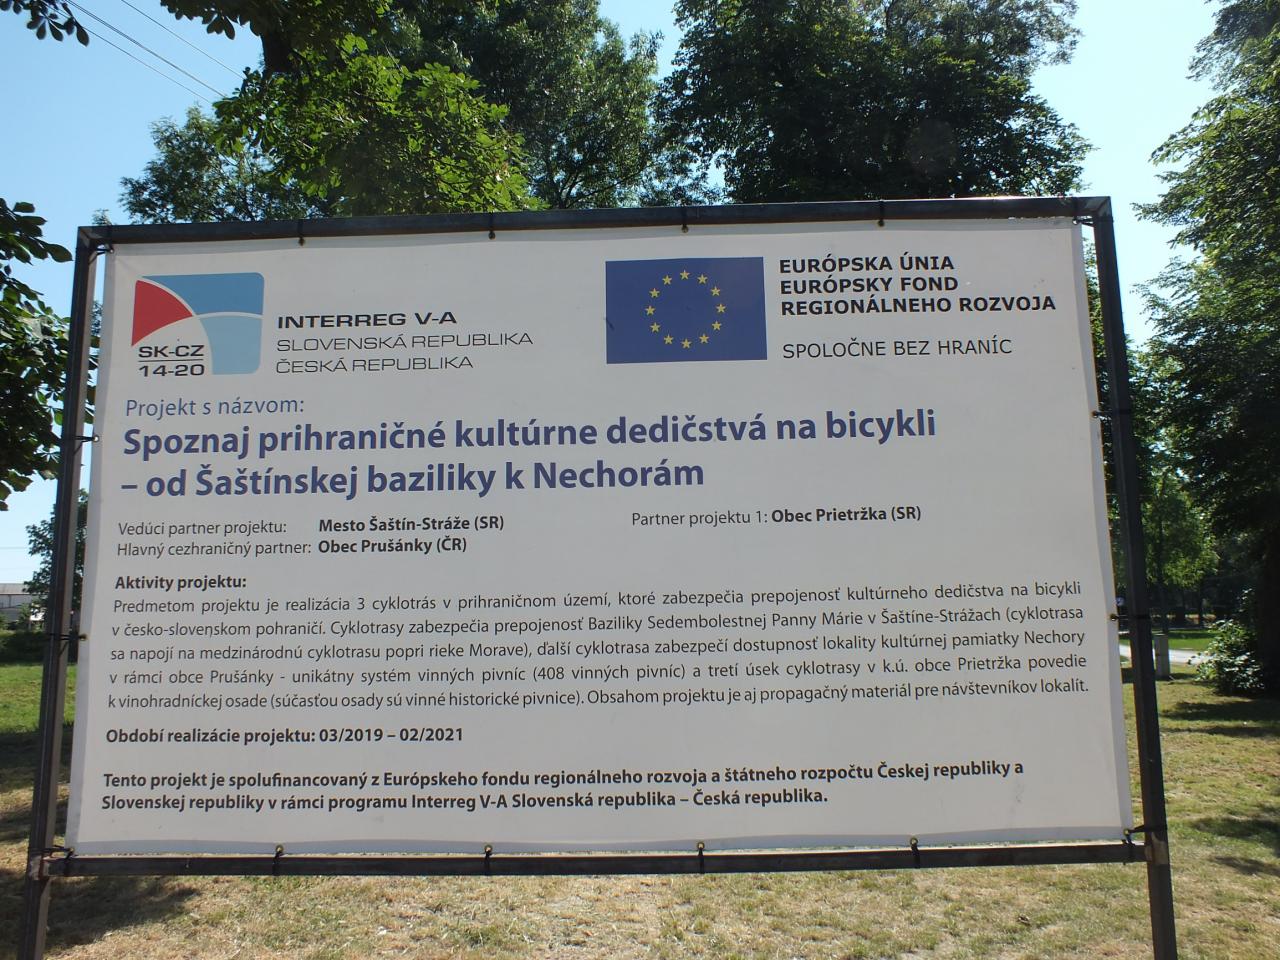 SK-CZ
14-20
INTERREG V-A
SLOVENSKÁ REPUBLIKA
ČESKÁ REPUBLIKA
EURÓPSKA ÚNIA
EURÓPSKY FOND
REGIONÁLNEHO ROZVOJA
SPOLOČNE BEZ HRANÍC
Projekt s názvom:
Spoznaj prihraničné kultúrne dedičstvá na bicykli
– od Šaštínskej baziliky k Nechorám
Vedúci partner projektu: Mesto Šaštín-Stráže (SR)
Hlavný cezhraničný partner: Obec Prušánky (ČR)
Partner projektu 1: Obec Prietržka (SR)
Aktivity projektu:
Predmetom projektu je realizácia 3 cyklotrás v prihraničnom území, ktoré zabezpečia prepojenosť kultúrneho dedičstva na bicykli
v česko-slovenskom pohraničí. Cyklotrasy zabezpečia prepojenosť Baziliky Sedembolestnej Panny Márie v Šaštíne-Strážach (cyklotrasa
sa napojí na medzinárodnú cyklotrasu popri rieke Morave), ďalší cyklotrasa zabezpečí dostupnosť lokality kultúrnej pamiatky Nechory
v rámci obce Prušánky - unikátny systém vinných pivníc (408 vinných pivníc) a tretí úsek cyklotrasy v k.ú. obce Prietržka povedie
k vinohradníckej osade (súčasťou osady sú vinné historické pivnice). Obsahom projektu je aj propagačný materiál pre návštevníkov lokalít.
Období realizácie projektu: 03/2019 – 02/2021
Tento projekt je spolufinancovaný z Európskeho fondu regionálneho rozvoja a štátneho rozpočtu Českej republiky a
Slovenskej republiky v rámci programu Interreg V-A Slovenská republika – Česká republika.